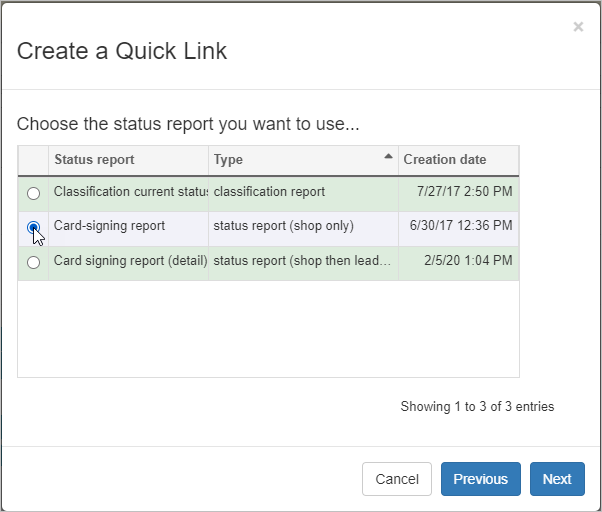 ×
Create a Quick Link
Choose the status report you want to use...
Status report Type Creation date
Classification current status classification report 7/27/17 2:50 PM
Card-signing report status report (shop only) 6/30/17 12:36 PM
Card signing report (detail) status report (shop then lead... 2/5/20 1:04 PM
Showing 1 to 3 of 3 entries
Cancel Previous Next